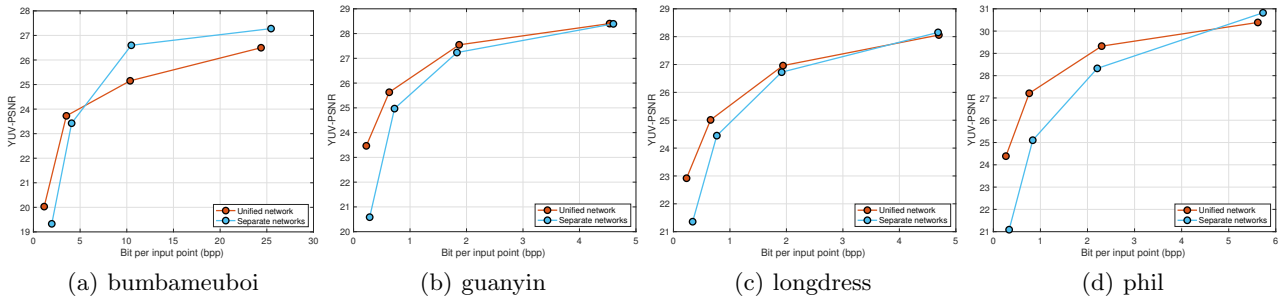 28
27
26
25
24
23
22
21
20
19
YUV-PSNR
0 5 10 15 20 25 30
Bit per input point (bpp)
Unified network
Separate networks
(a) bumbameuboi
29
28
27
26
25
24
23
22
21
20
YUV-PSNR
0 1 2 3 4 5
Bit per input point (bpp)
Unified network
Separate networks
(b) guanyin
29
28
27
26
25
24
23
22
21
YUV-PSNR
0 1 2 3 4 5
Bit per input point (bpp)
Unified network
Separate networks
(c) longdress
31
30
29
28
27
26
25
24
23
22
21
YUV-PSNR
0 1 2 3 4 5 6
Bit per input point (bpp)
Unified network
Separate networks
(d) phil